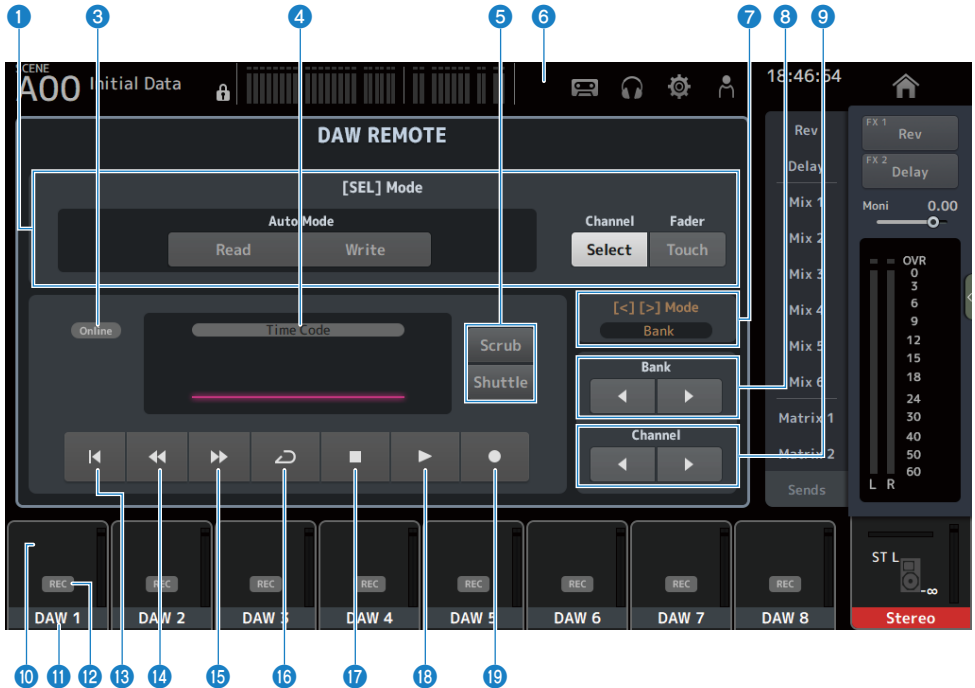 1 3 4 5 6 7 8 9
SCENE
A00 Initial Data
18:46:54
DAW REMOTE
[SEL] Mode
Auto Mode
Read Write
Channel Fader
Select Touch
Online
Time Code
Scrub
Shuttle
[<] [>] Mode
Bank
Bank
Channel
Rev
Delay
Mix 1
Mix 2
Mix 3
Mix 4
Mix 5
Mix 6
Matrix 1
Matrix 2
Sends
FX 1
Rev
FX 2
Delay
Moni 0.00
OVR
0
3
6
9
12
15
18
24
30
40
50
60
L R
REC REC REC REC REC REC REC REC
DAW 1 DAW 2 DAW 3 DAW 4 DAW 5 DAW 6 DAW 7 DAW 8
ST L
-∞
Stereo
10 11 12 13 14 15 16 17 18 19